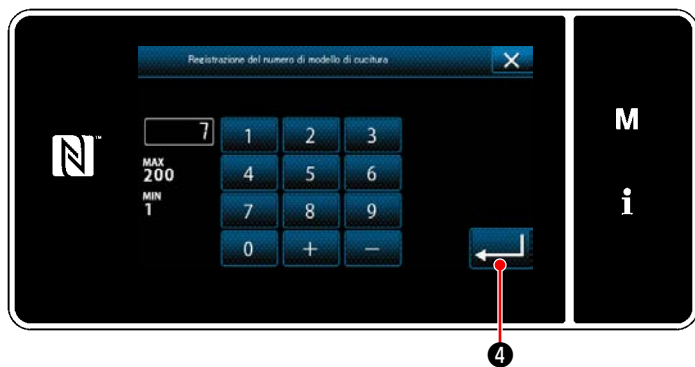 Registrazione del numero di modello di cucitura
7
1 2 3
MAX
200
4 5 6
MIN
1
7 8 9
0 + −
M
i
N™
4